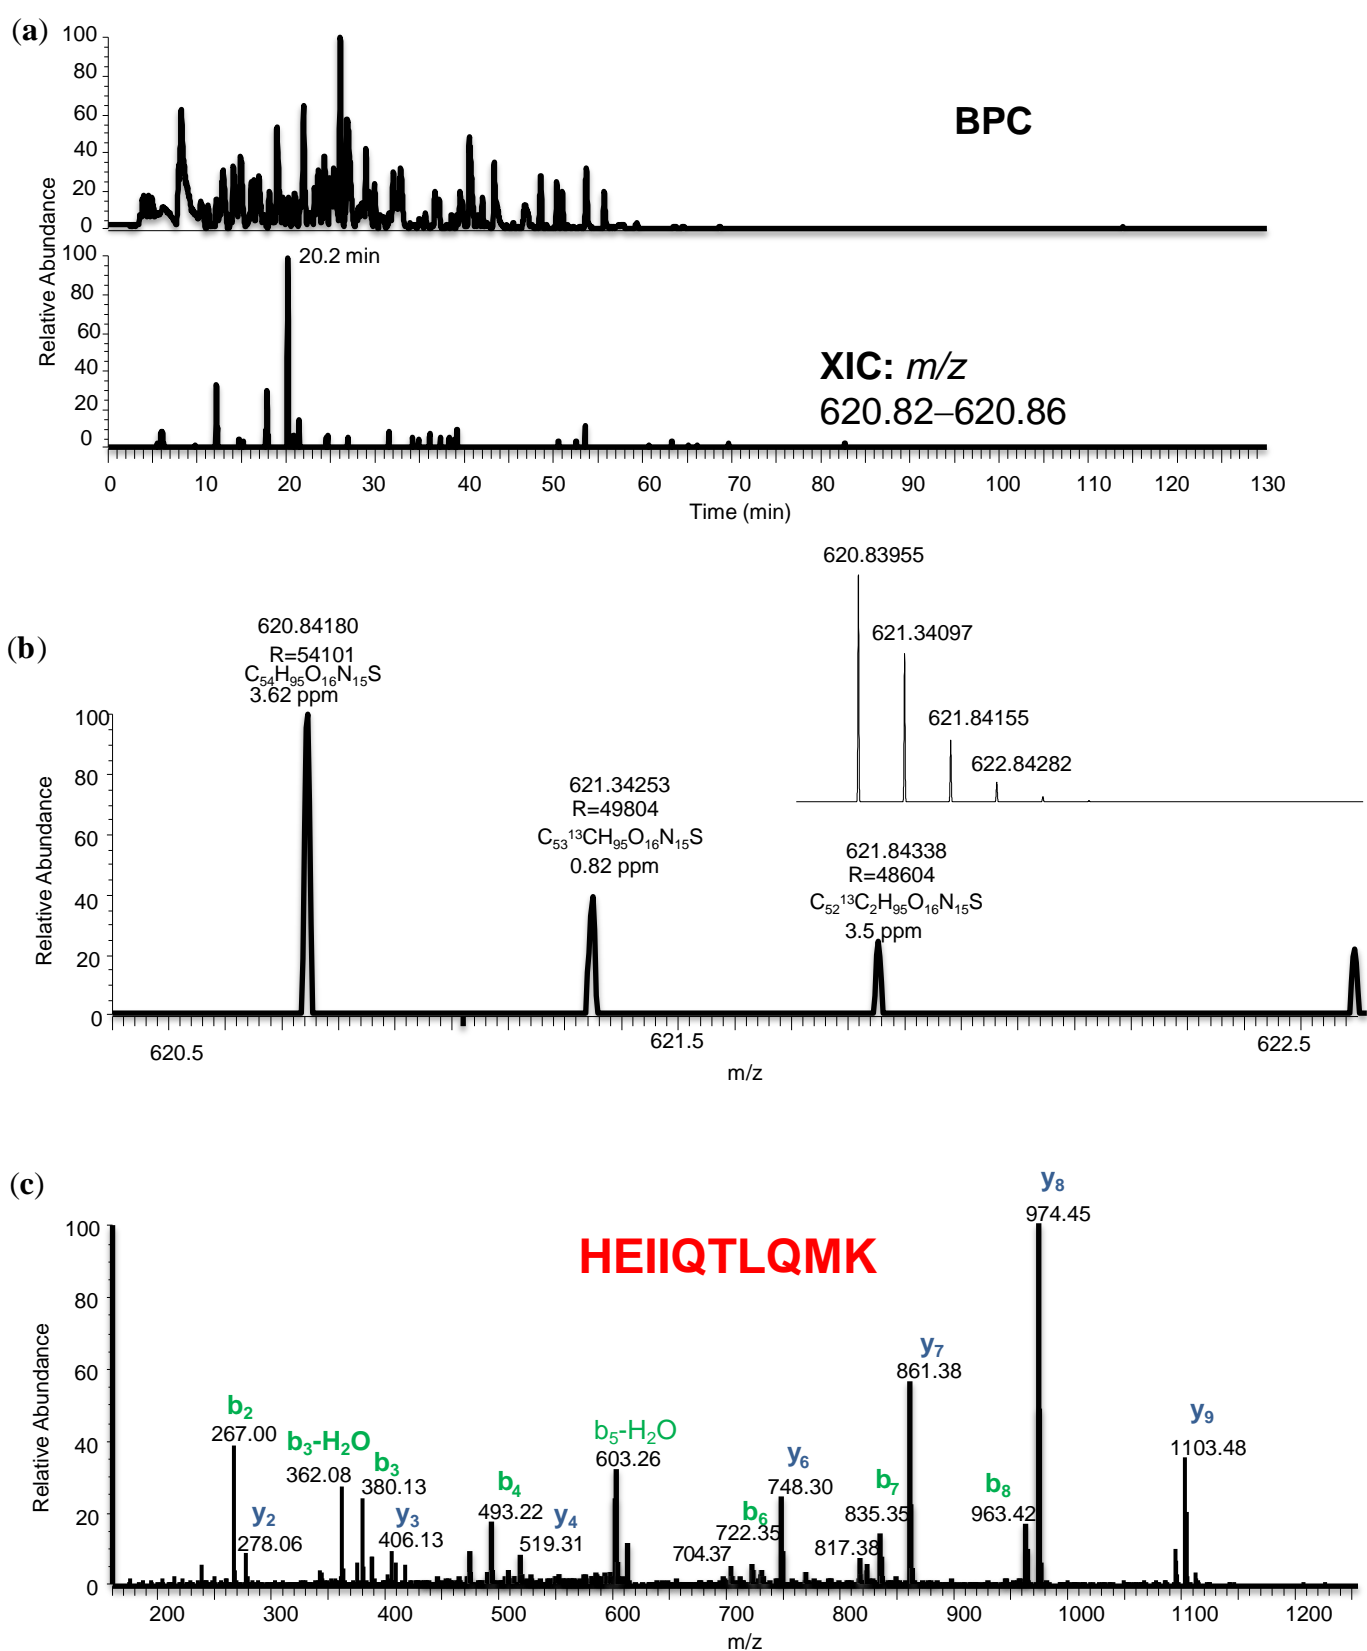 (a)
100
80
60
40
20
0
BPC
Relative Abundance
100
80
60
40
20
0
20.2 min
XIC: m/z
620.82–620.86
0 10 20 30 40 50 60 70 80 90 100 110 120 130
Time (min)
(b)
620.84180
R=54101
C₅₄H₉₅O₁₆N₁₅S
3.62 ppm
621.34253
R=49804
C₅₃¹³CH₉₅O₁₆N₁₅S
0.82 ppm
621.84338
R=48604
C₅₂¹³C₂H₉₅O₁₆N₁₅S
3.5 ppm
620.83955
621.34097
621.84155
622.84282
Relative Abundance
100
80
60
40
20
0
620.5 621.5 622.5
m/z
(c)
HEIIQTLQMK
Relative Abundance
100
80
60
40
20
0
b₂
267.00
y₂
278.06
b₃-H₂O
362.08
b₃
380.13
y₃
406.13
b₄
493.22
y₄
519.31
b₅-H₂O
603.26
704.37
b₆
722.35
y₆
748.30
817.38
b₇
835.35
y₇
861.38
b₈
963.42
y₈
974.45
y₉
1103.48
200 300 400 500 600 700 800 900 1000 1100 1200
m/z